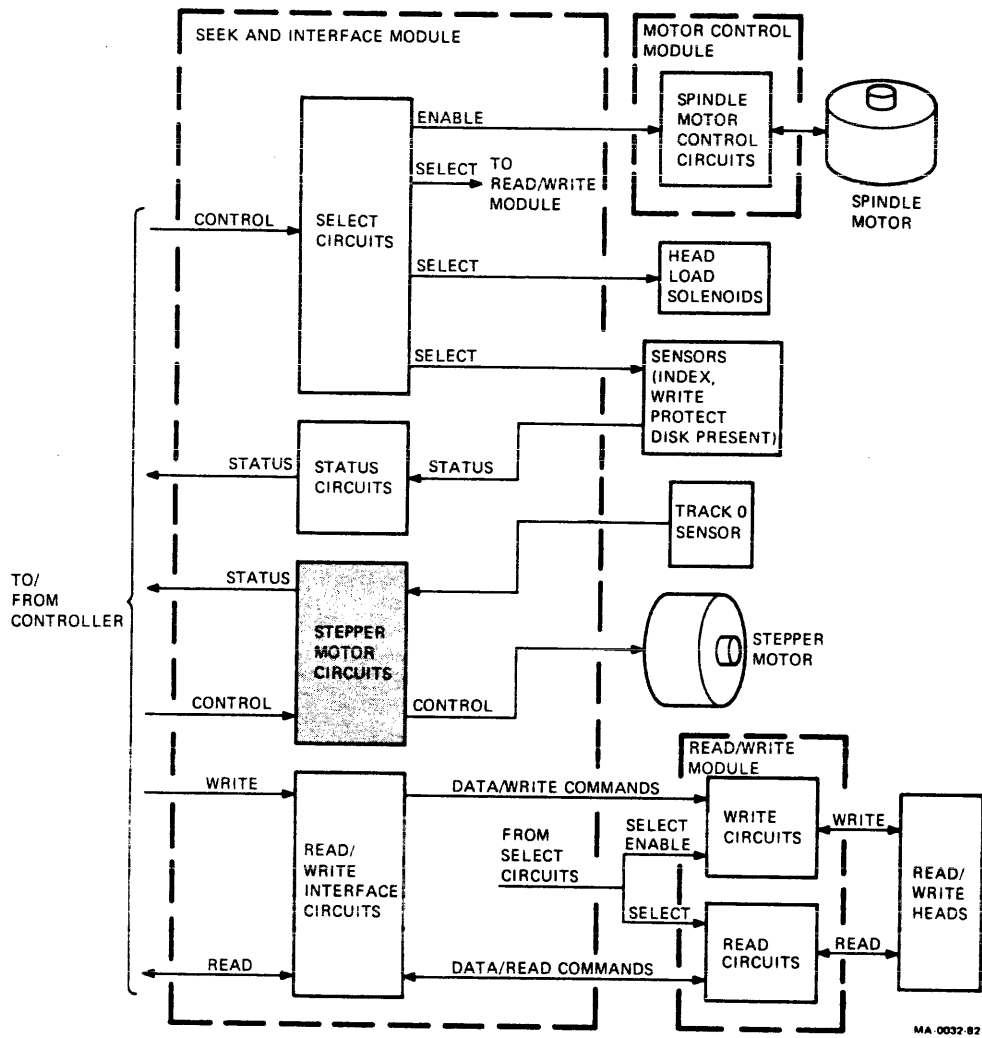 SEEK AND INTERFACE MODULE
MOTOR CONTROL
MODULE
ENABLE
SPINDLE
MOTOR
CONTROL
CIRCUITS
SPINDLE
MOTOR
SELECT
TO
READ/WRITE
MODULE
CONTROL
SELECT
CIRCUITS
SELECT
HEAD
LOAD
SOLENOIDS
SELECT
SENSORS
(INDEX,
WRITE
PROTECT
DISK PRESENT)
STATUS
STATUS
CIRCUITS
STATUS
TRACK 0
SENSOR
TO/
FROM
CONTROLLER
STATUS
STEPPER
MOTOR
CIRCUITS
STEPPER
MOTOR
CONTROL
CONTROL
READ/WRITE
MODULE
WRITE
DATA/WRITE COMMANDS
WRITE
CIRCUITS
WRITE
FROM
SELECT
CIRCUITS
SELECT
ENABLE
READ/
WRITE
INTERFACE
CIRCUITS
READ/
WRITE
HEADS
SELECT
READ
CIRCUITS
READ
READ
DATA/READ COMMANDS
MA-0032-82